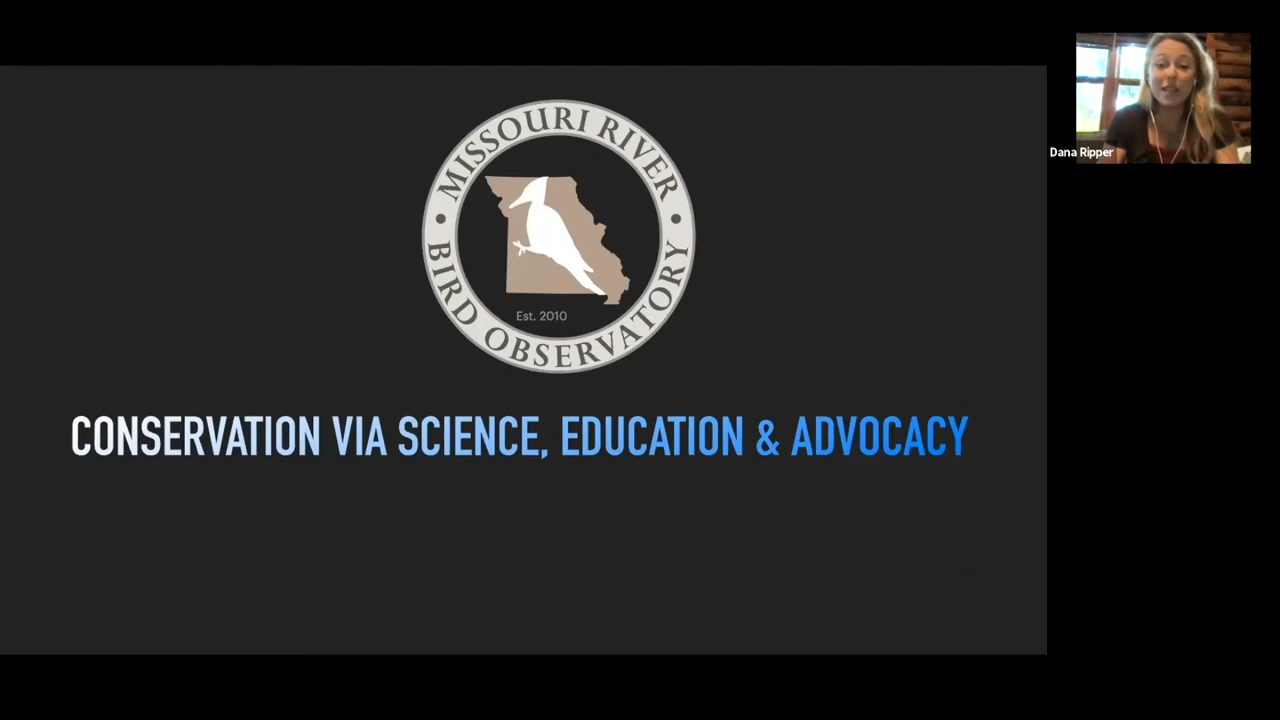 MISSOURI RIVER
BIRD OBSERVATORY
Est. 2010
CONSERVATION VIA SCIENCE, EDUCATION & ADVOCACY
Dana Ripper